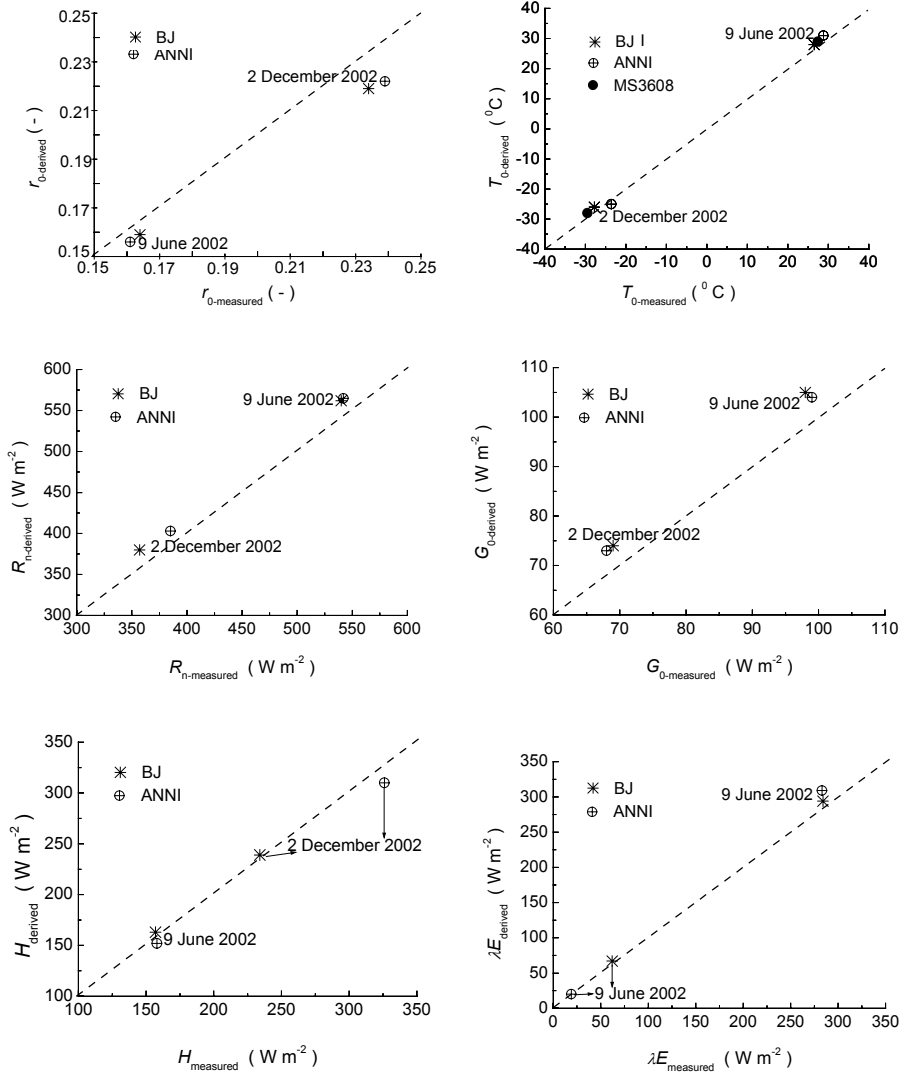 0.25
0.23
0.21
0.19
0.17
0.15
r0-derived ( - )
BJ
ANNI
2 December 2002
9 June 2002
0.15 0.17 0.19 0.21 0.23 0.25
r0-measured ( - )
40
30
20
10
0
-10
-20
-30
-40
T0-derived ( 0C)
BJ I
ANNI
MS3608
9 June 2002
2 December 2002
-40 -30 -20 -10 0 10 20 30 40
T0-measured ( 0 C )
600
550
500
450
400
350
300
Rn-derived ( W m-2 )
BJ
ANNI
9 June 2002
2 December 2002
300 350 400 450 500 550 600
Rn-measured ( W m-2 )
110
100
90
80
70
60
G0-derived ( W m-2 )
BJ
ANNI
9 June 2002
2 December 2002
60 70 80 90 100 110
G0-measured ( W m-2 )
350
300
250
200
150
100
Hderived ( W m-2 )
BJ
ANNI
2 December 2002
9 June 2002
100 150 200 250 300 350
Hmeasured ( W m-2 )
350
300
250
200
150
100
50
0
λEderived ( W m-2 )
BJ
ANNI
9 June 2002
9 June 2002
0 50 100 150 200 250 300 350
λEmeasured ( W m-2 )